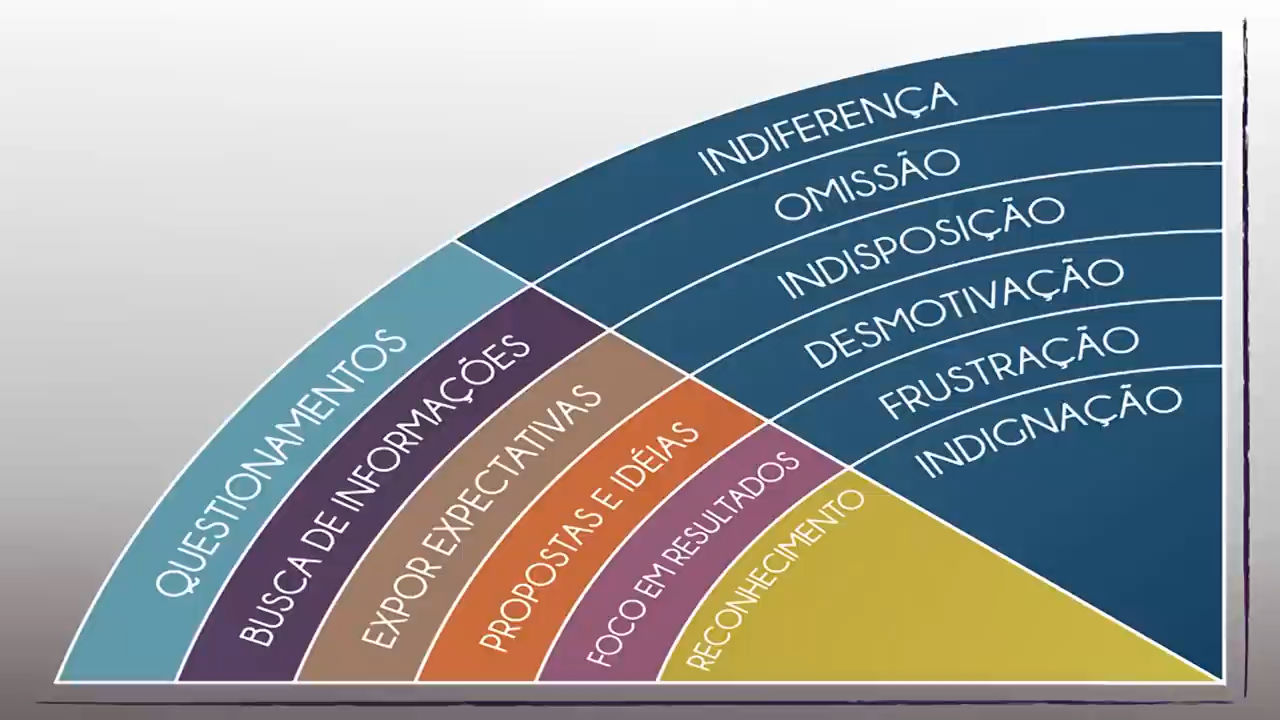 INDIFERENÇA
OMISSÃO
INDISPOSIÇÃO
DESMOTIVAÇÃO
FRUSTRAÇÃO
INDIGNAÇÃO
QUESTIONAMENTOS
BUSCA DE INFORMAÇÕES
EXPOR EXPECTATIVAS
PROPOSTAS E IDÉIAS
FOCO EM RESULTADOS
RECONHECIMENTO